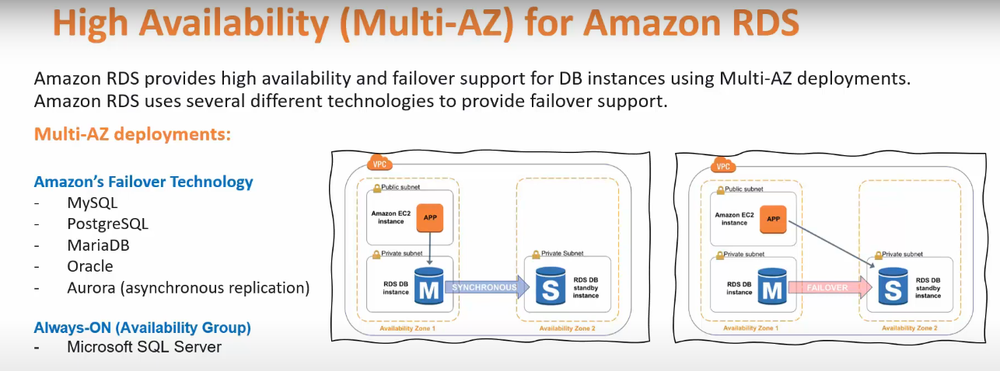 High Availability (Multi-AZ) for Amazon RDS
Amazon RDS provides high availability and failover support for DB instances using Multi-AZ deployments.
Amazon RDS uses several different technologies to provide failover support.
Multi-AZ deployments:
Amazon's Failover Technology
- MySQL
- PostgreSQL
- MariaDB
- Oracle
- Aurora (asynchronous replication)
Always-ON (Availability Group)
- Microsoft SQL Server
VPC
Public subnet
Amazon EC2
instance
APP
Private subnet
RDS DB
instance
M
SYNCHRONOUS
Private Subnet
S
RDS DB
standby
instance
Availability Zone 1
Availability Zone 2
VPC
Public subnet
Amazon EC2
instance
APP
Private subnet
RDS DB
instance
M
FAILOVER
Private subnet
S
RDS DB
standby
instance
Availability Zone 1
Availability Zone 2